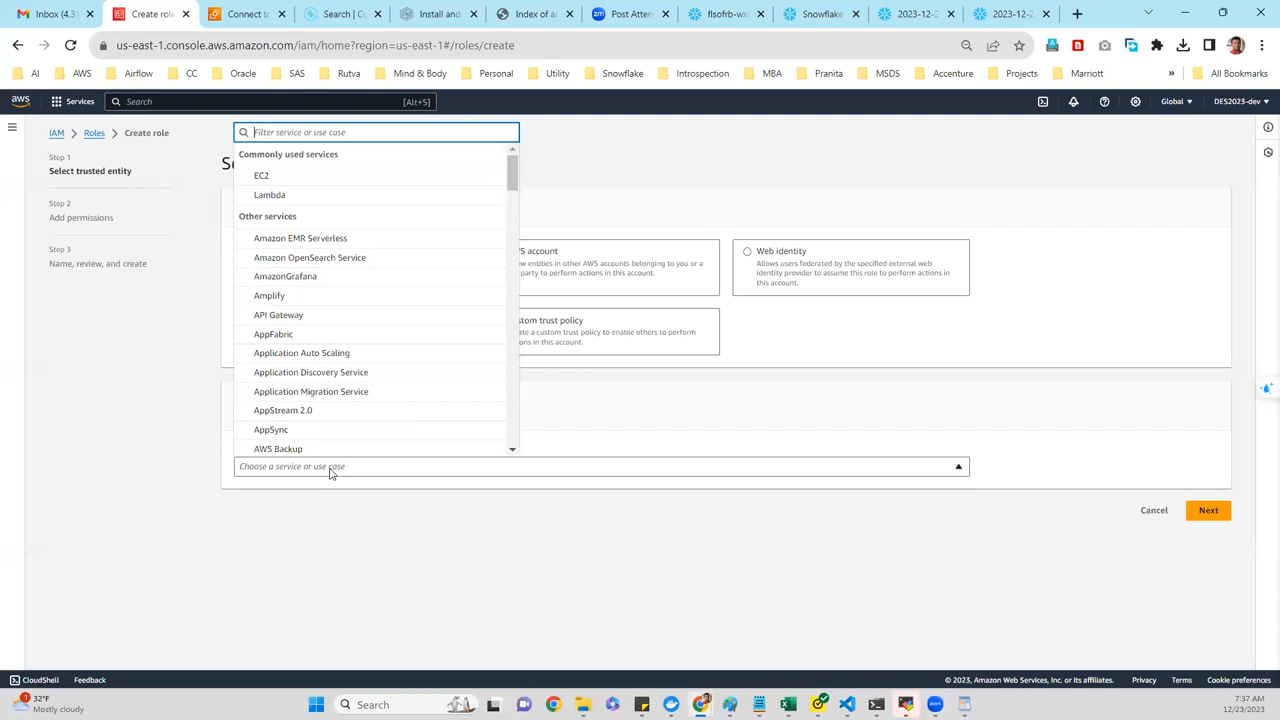 Inbox (4,31
Create role
Connect to
Search | C
Install and
Index of ar
Post Atten
flsofrb-wx
Snowflake
2023-12-2
2023-12-2
us-east-1.console.aws.amazon.com/iam/home?region=us-east-1#/roles/create
AI
AWS
Airflow
CC
Oracle
SAS
Rutva
Mind & Body
Personal
Utility
Snowflake
Introspection
MBA
Pranita
MSDS
Accenture
Projects
Marriott
»
All Bookmarks
aws
Services
Search
[Alt+S]
Global
DES2023-dev
IAM > Roles > Create role
Step 1
Select trusted entity
Step 2
Add permissions
Step 3
Name, review, and create
Filter service or use case
Commonly used services
EC2
Lambda
Other services
Amazon EMR Serverless
Amazon OpenSearch Service
AmazonGrafana
Amplify
API Gateway
AppFabric
Application Auto Scaling
Application Discovery Service
Application Migration Service
AppStream 2.0
AppSync
AWS Backup
Choose a service or use case
S account
ow entities in other AWS accounts belonging to you or a
party to perform actions in this account.
Web identity
Allows users federated by the specified external web
identity provider to assume this role to perform actions in
this account.
stom trust policy
ate a custom trust policy to enable others to perform
ons in this account.
Cancel
Next
CloudShell
Feedback
© 2023, Amazon Web Services, Inc. or its affiliates.
Privacy
Terms
Cookie preferences
1
32°F
Mostly cloudy
Search
7:37 AM
12/23/2023